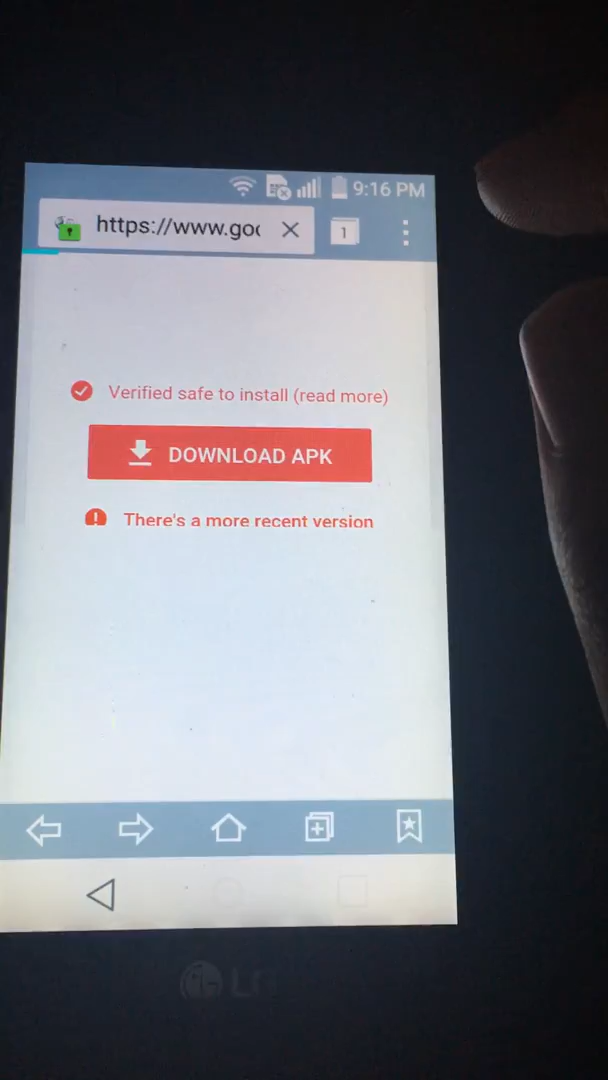 9:16 PM
https://www.goo
1
Verified safe to install (read more)
DOWNLOAD APK
There's a more recent version
LG